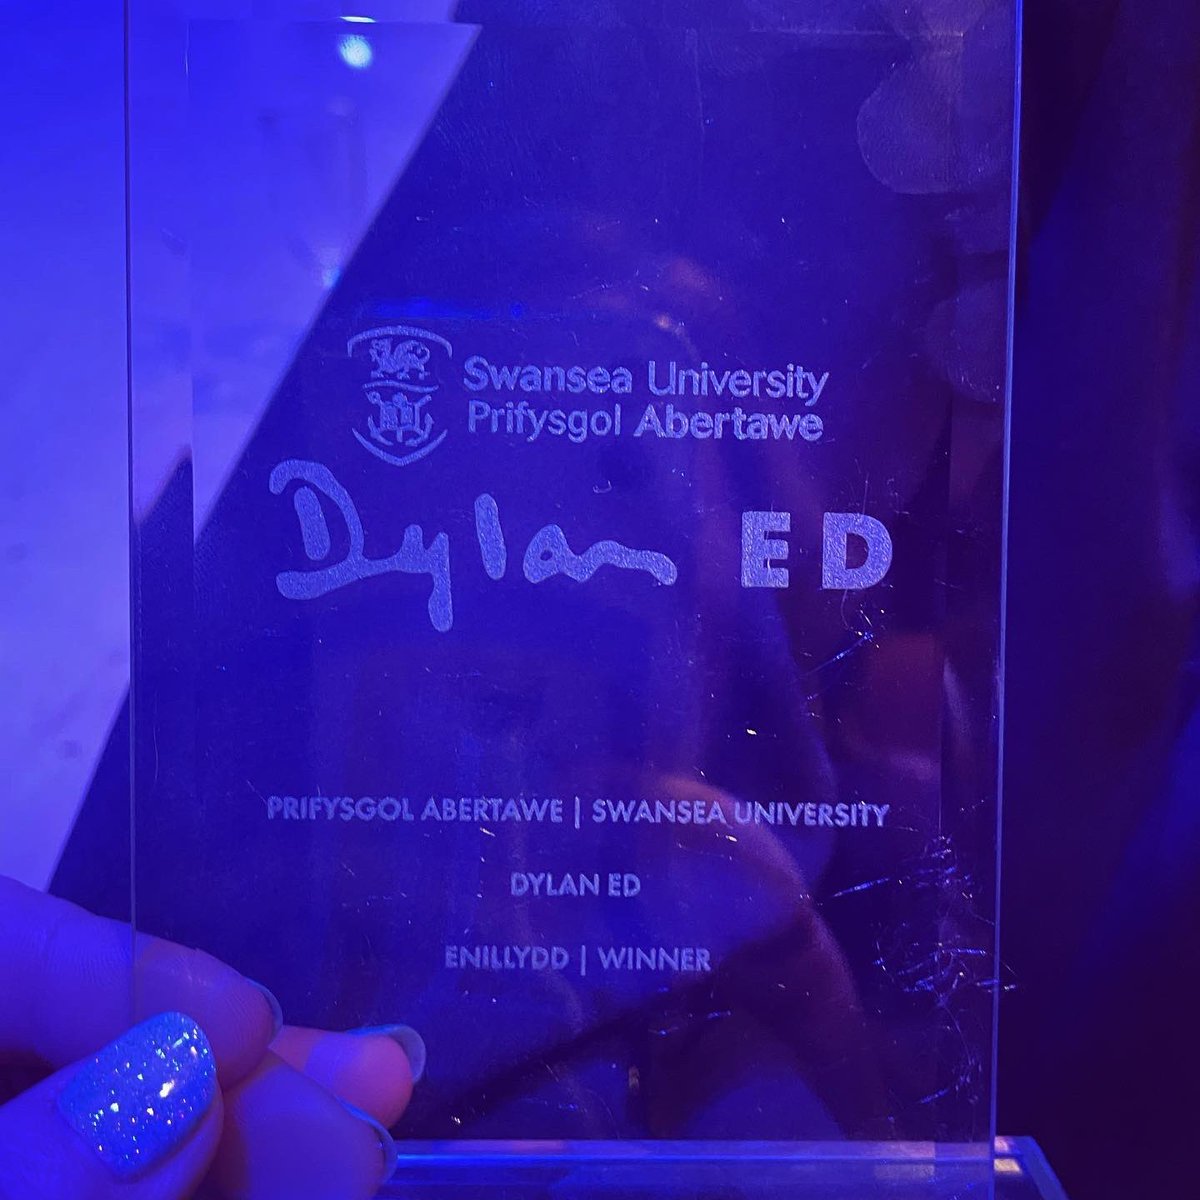 Swansea University
Prifysgol Abertawe
Dylan ED
PRIFYSGOL ABERTAWE | SWANSEA UNIVERSITY
DYLAN ED
ENILLYDD | WINNER